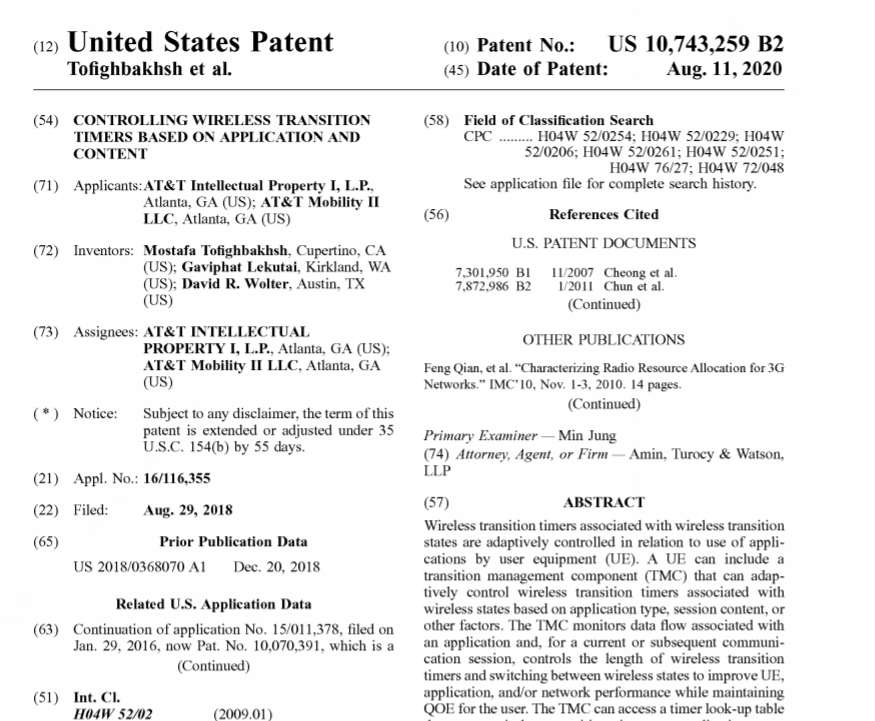 (12) United States Patent
Tofighbakhsh et al.
(10) Patent No.: US 10,743,259 B2
(45) Date of Patent: Aug. 11, 2020
(54) CONTROLLING WIRELESS TRANSITION
TIMERS BASED ON APPLICATION AND
CONTENT
(71) Applicants: AT&T Intellectual Property I, L.P.,
Atlanta, GA (US); AT&T Mobility II
LLC, Atlanta, GA (US)
(72) Inventors: Mostafa Tofighbakhsh, Cupertino, CA
(US); Gaviphat Lekutai, Kirkland, WA
(US); David R. Wolter, Austin, TX
(US)
(73) Assignees: AT&T INTELLECTUAL
PROPERTY I, L.P., Atlanta, GA (US);
AT&T Mobility II LLC, Atlanta, GA
(US)
( * ) Notice: Subject to any disclaimer, the term of this
patent is extended or adjusted under 35
U.S.C. 154(b) by 55 days.
(21) Appl. No.: 16/116,355
(22) Filed: Aug. 29, 2018
(65) Prior Publication Data
US 2018/0368070 A1 Dec. 20, 2018
Related U.S. Application Data
(63) Continuation of application No. 15/011,378, filed on
Jan. 29, 2016, now Pat. No. 10,070,391, which is a
(Continued)
(51) Int. Cl.
H04W 52/02 (2009.01)
(58) Field of Classification Search
CPC ......... H04W 52/0254; H04W 52/0229; H04W
52/0206; H04W 52/0261; H04W 52/0251;
H04W 76/27; H04W 72/048
See application file for complete search history.
(56) References Cited
U.S. PATENT DOCUMENTS
7,301,950 B1 11/2007 Cheong et al.
7,872,986 B2 1/2011 Chun et al.
(Continued)
OTHER PUBLICATIONS
Feng Qian, et al. "Characterizing Radio Resource Allocation for 3G
Networks." IMC'10, Nov. 1-3, 2010. 14 pages.
(Continued)
Primary Examiner — Min Jung
(74) Attorney, Agent, or Firm — Amin, Turocy & Watson,
LLP
(57) ABSTRACT
Wireless transition timers associated with wireless transition
states are adaptively controlled in relation to use of appli-
cations by user equipment (UE). A UE can include a
transition management component (TMC) that can adap-
tively control wireless transition timers associated with
wireless states based on application type, session content, or
other factors. The TMC monitors data flow associated with
an application and, for a current or subsequent communi-
cation session, controls the length of wireless transition
timers and switching between wireless states to improve UE,
application, and/or network performance while maintaining
QOE for the user. The TMC can access a timer look-up table